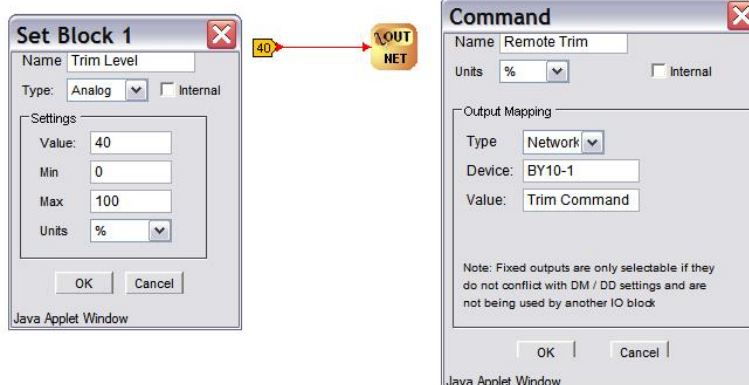 Set Block 1
Name Trim Level
Type: Analog Internal
Settings
Value: 40
Min 0
Max 100
Units %
OK Cancel
Java Applet Window
40
OUT
NET
Command
Name Remote Trim
Units % Internal
Output Mapping
Type Network
Device: BY10-1
Value: Trim Command
Note: Fixed outputs are only selectable if they
do not conflict with DM / DD settings and are
not being used by another IO block
OK Cancel
Java Applet Window